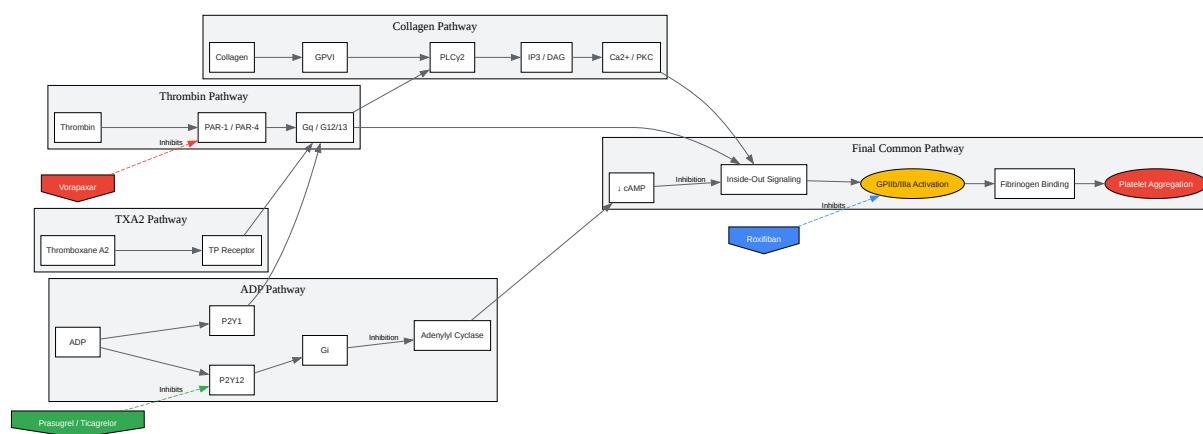 Collagen Pathway
Collagen
GPVI
PLCγ2
IP3 / DAG
Ca2+ / PKC
Thrombin Pathway
Thrombin
PAR-1 / PAR-4
Gq / G12/13
Inhibits
Vorapaxar
TXA2 Pathway
Thromboxane A2
TP Receptor
ADP Pathway
ADP
P2Y1
P2Y12
Gi
Inhibition
Adenylyl Cyclase
Inhibits
Prasugrel / Ticagrelor
Final Common Pathway
↓ cAMP
Inhibition
Inside-Out Signaling
GPIIb/IIIa Activation
Fibrinogen Binding
Platelet Aggregation
Inhibits
Roxifiban